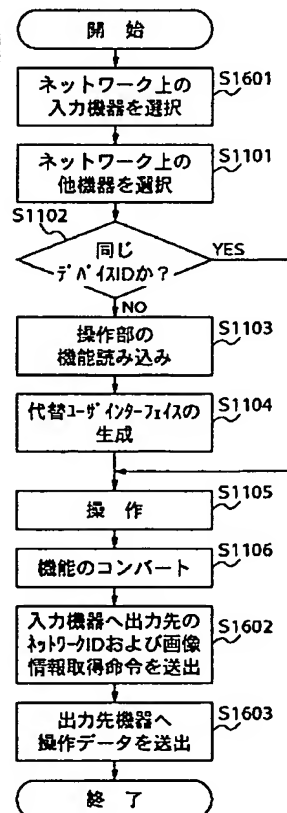 開 始
ネットワーク上の
入力機器を選択
S1601
ネットワーク上の
他機器を選択
S1101
S1102
同じ
デバイスIDか？
YES
NO
操作部の
機能読み込み
S1103
代替ユーザインターフェイスの
生成
S1104
操 作
S1105
機能のコンバート
S1106
入力機器へ出力先の
ネットワークIDおよび画像
情報取得命令を送出
S1602
出力先機器へ
操作データを送出
S1603
終 了